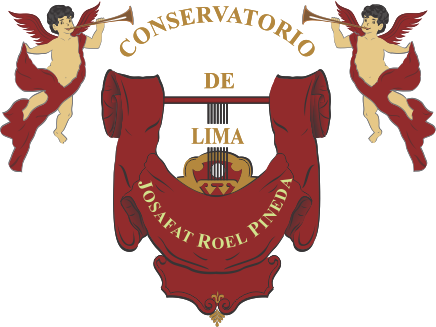 CONSERVATORIO
DE
LIMA
JOSAFAT ROEL PINEDA